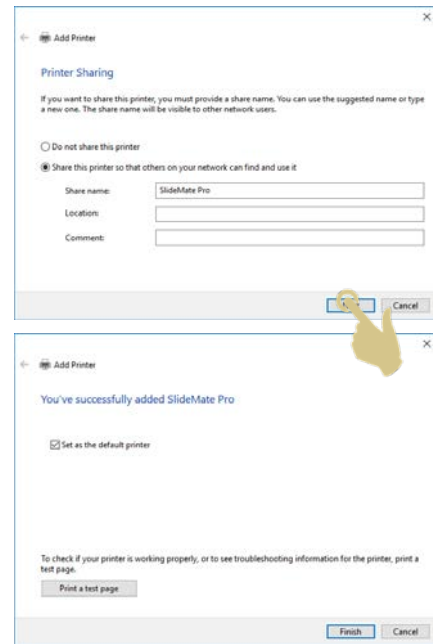 Add Printer
Printer Sharing
If you want to share this printer, you must provide a share name. You can use the suggested name or type
a new one. The share name will be visible to other network users.
Do not share this printer
Share this printer so that others on your network can find and use it
Share name: SlideMate Pro
Location:
Comment:
Cancel
Add Printer
You've successfully added SlideMate Pro
Set as the default printer
To check if your printer is working properly, or to see troubleshooting information for the printer, print a
test page.
Print a test page
Finish Cancel